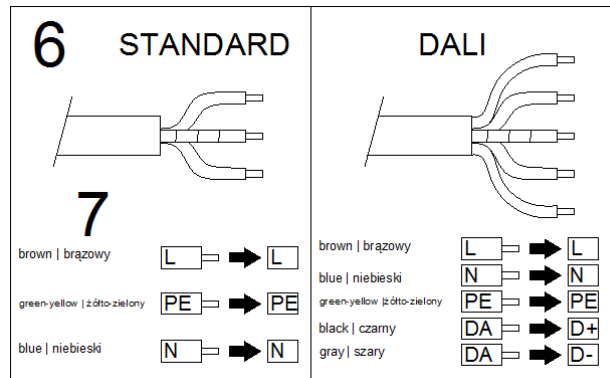 6 STANDARD
7
brown | brązowy L L
green-yellow | żółto-zielony PE PE
blue | niebieski N N
DALI
brown | brązowy L L
blue | niebieski N N
green-yellow |żółto-zielony PE PE
black | czarny DA D+
gray | szary DA D-